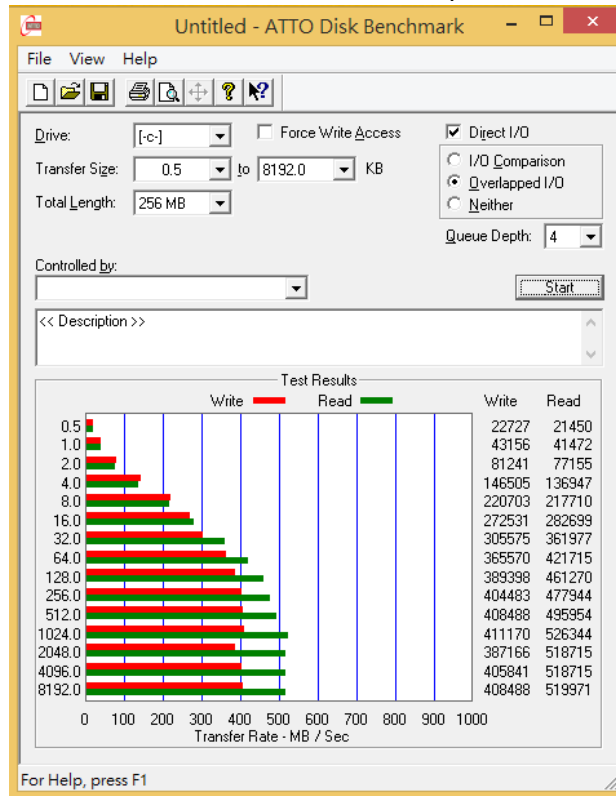 Untitled - ATTO Disk Benchmark
File View Help
Drive: [-c-] Force Write Access Direct I/O
Transfer Size: 0.5 to 8192.0 KB I/O Comparison
Overlapped I/O
Total Length: 256 MB Neither
Queue Depth: 4
Controlled by:
Start
<< Description >>
Test Results
Write Read Write Read
0.5 22727 21450
1.0 43156 41472
2.0 81241 77155
4.0 146505 136947
8.0 220703 217710
16.0 272531 282699
32.0 305575 361977
64.0 365570 421715
128.0 389398 461270
256.0 404483 477944
512.0 408488 495954
1024.0 411170 526344
2048.0 387166 518715
4096.0 405841 518715
8192.0 408488 519971
0 100 200 300 400 500 600 700 800 900 1000
Transfer Rate - MB / Sec
For Help, press F1